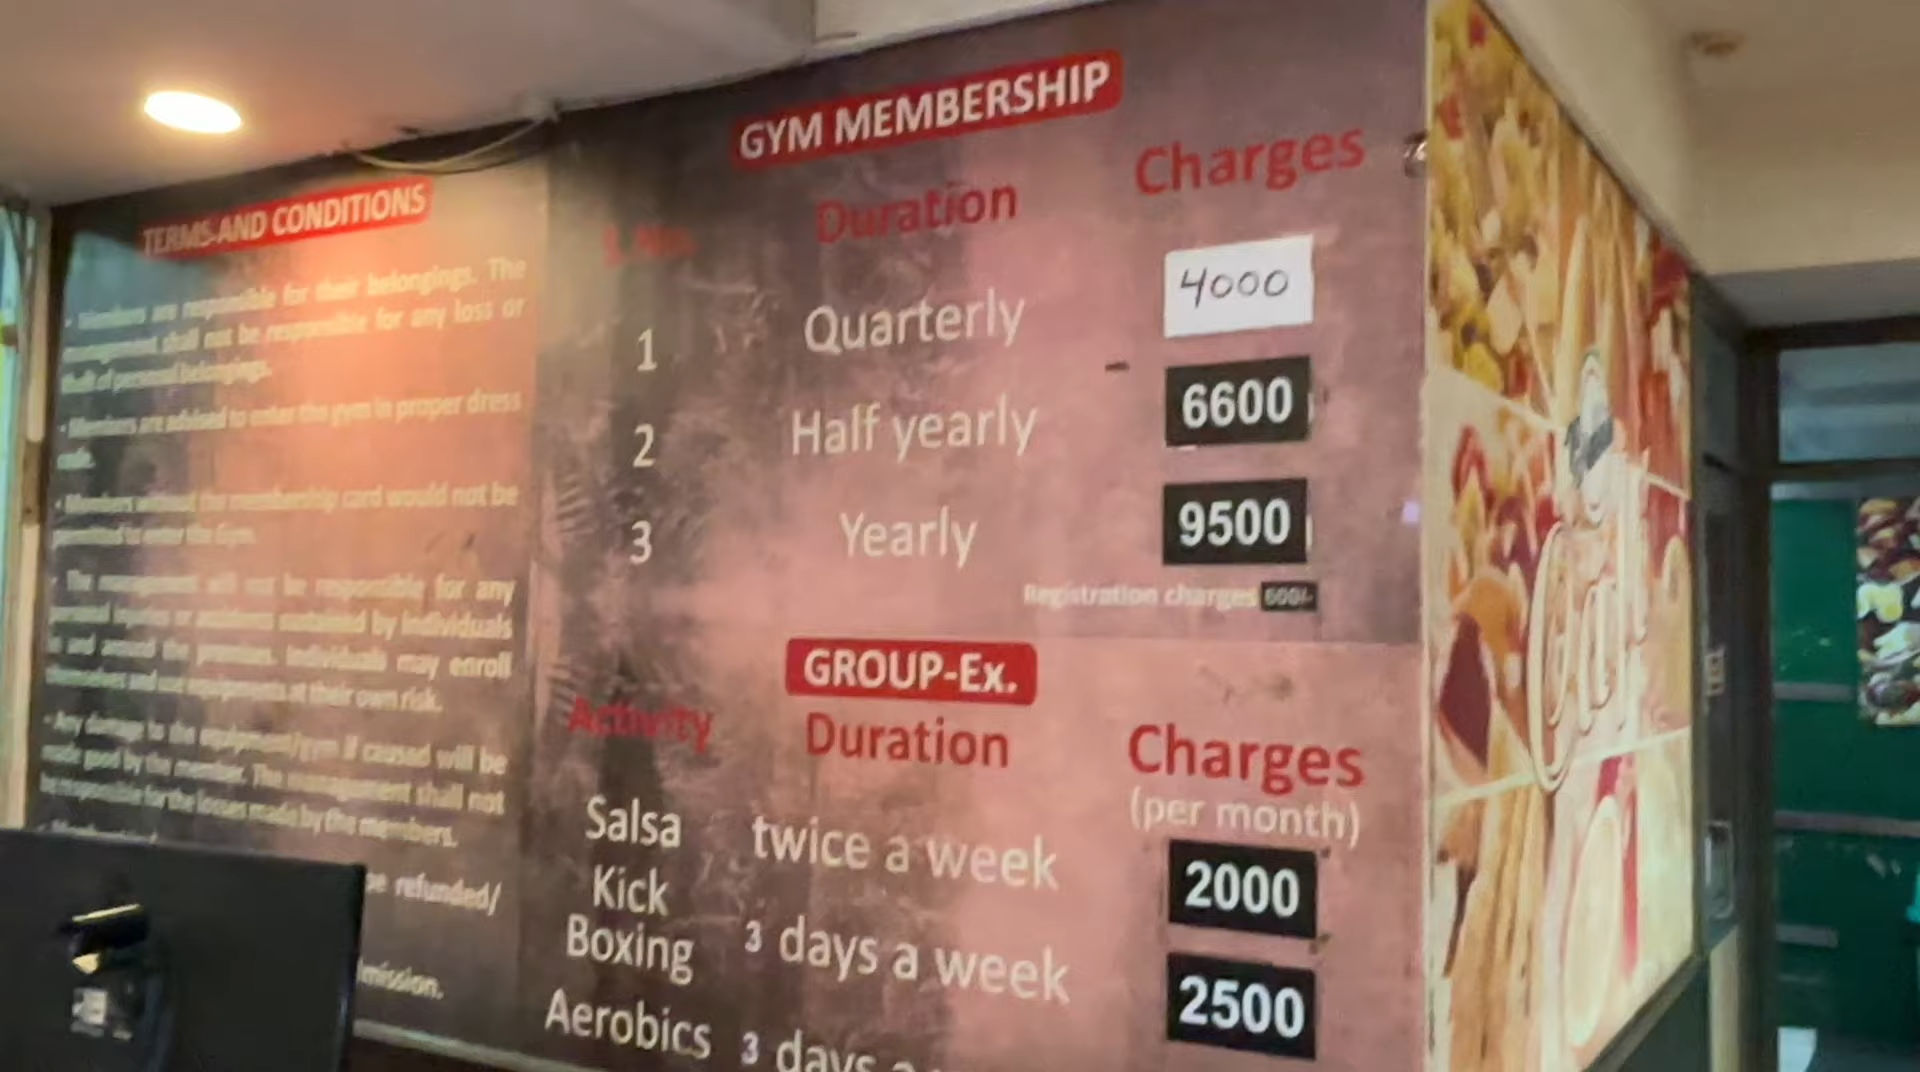 TERMS AND CONDITIONS
• Members are responsible for their belongings. The
management shall not be responsible for any loss or
theft of personal belongings.
• Members are advised to enter the gym in proper dress
code.
• Members without the membership card would not be
permitted to enter the Gym.
• The management will not be responsible for any
personal injuries or accidents sustained by individuals
in and around the premises. Individuals may enroll
themselves and use equipments at their own risk.
• Any damage to the equipment/gym if caused will be
made good by the member. The management shall not
be responsible for the losses made by the members.
be refunded/
mission.
GYM MEMBERSHIP
S.No. Duration Charges
1 Quarterly 4000
2 Half yearly 6600
3 Yearly 9500
Registration charges 600/-
GROUP-Ex.
Activity Duration Charges
(per month)
Salsa twice a week 2000
Kick
Boxing 3 days a week 2500
Aerobics 3 days a